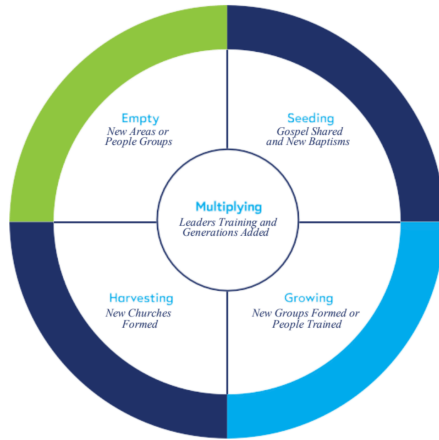 Empty
New Areas or
People Groups
Seeding
Gospel Shared
and New Baptisms
Multiplying
Leaders Training and
Generations Added
Harvesting
New Churches
Formed
Growing
New Groups Formed or
People Trained